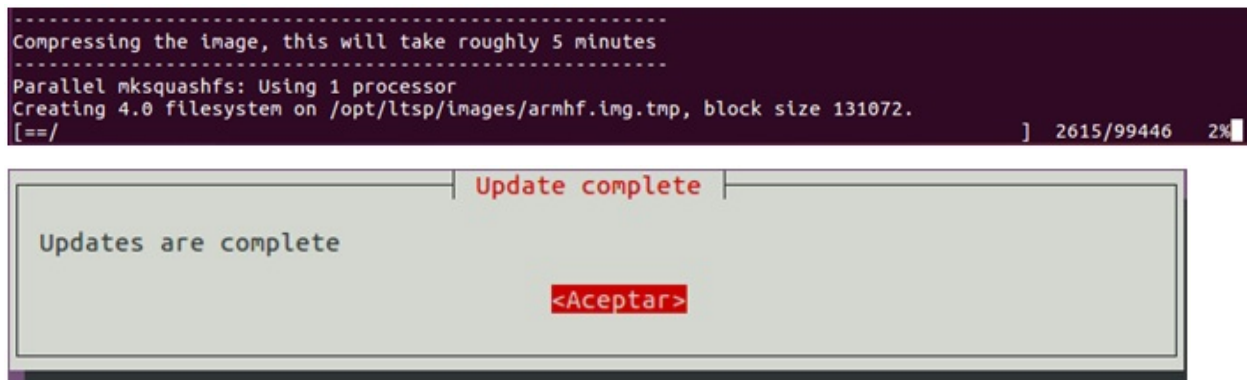 ------------------------------------------------------------
Compressing the image, this will take roughly 5 minutes
------------------------------------------------------------
Parallel mksquashfs: Using 1 processor
Creating 4.0 filesystem on /opt/ltsp/images/armhf.img.tmp, block size 131072.
[==/ ] 2615/99446 2%
Update complete
Updates are complete
<Aceptar>